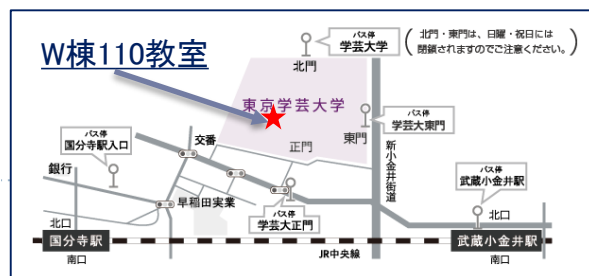 W棟110教室
バス停
学芸大学
北門・東門は、日曜・祝日には
閉鎖されますのでご注意ください。
北門
東京学芸大学
バス停
学芸大東門
東門
正門
新小金井街道
バス停
国分寺駅入口
交番
銀行
早稲田実業
バス停
学芸大正門
バス停
武蔵小金井駅
北口
国分寺駅
南口
JR中央線
北口
武蔵小金井駅
南口